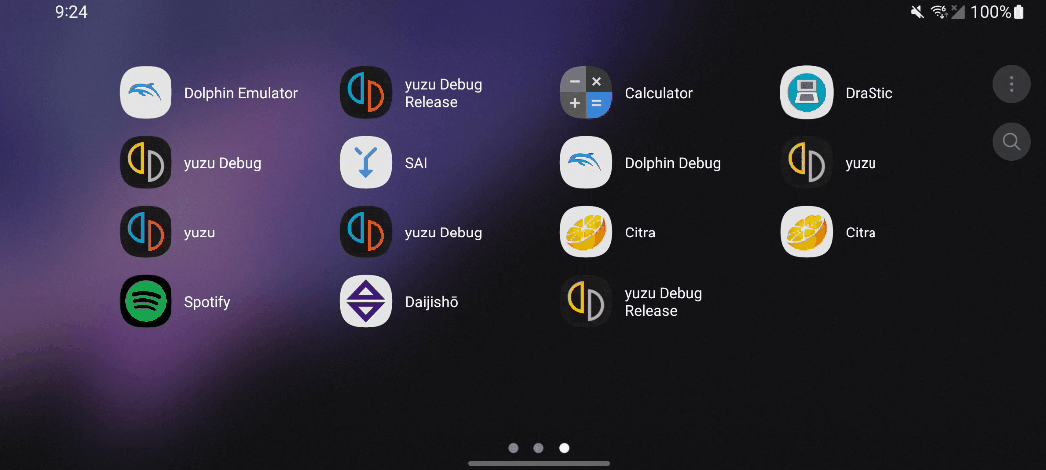 9:24
100%
Dolphin Emulator
yuzu Debug
Release
Calculator
DraStic
yuzu Debug
SAI
Dolphin Debug
yuzu
yuzu
yuzu Debug
Citra
Citra
Spotify
Daijishō
yuzu Debug
Release